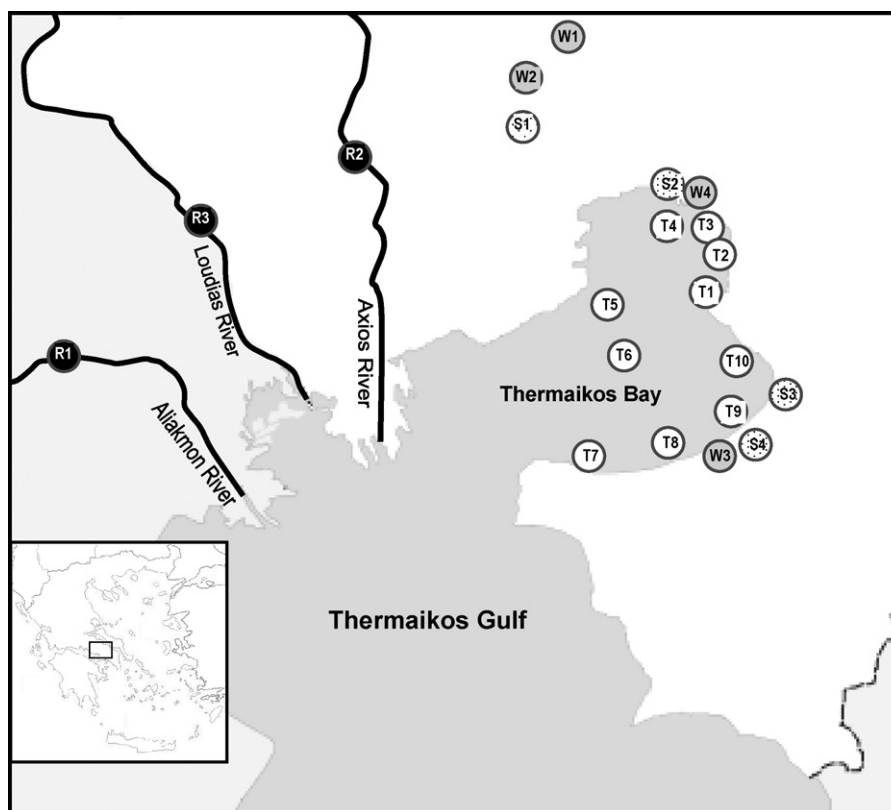 W1
W2
S1
R2
S2
W4
R3
T4
T3
T2
T1
T5
Loudias River
Axios River
R1
T6
T10
Thermaikos Bay
S3
T9
Aliakmon River
T7
T8
W3
S4
Thermaikos Gulf